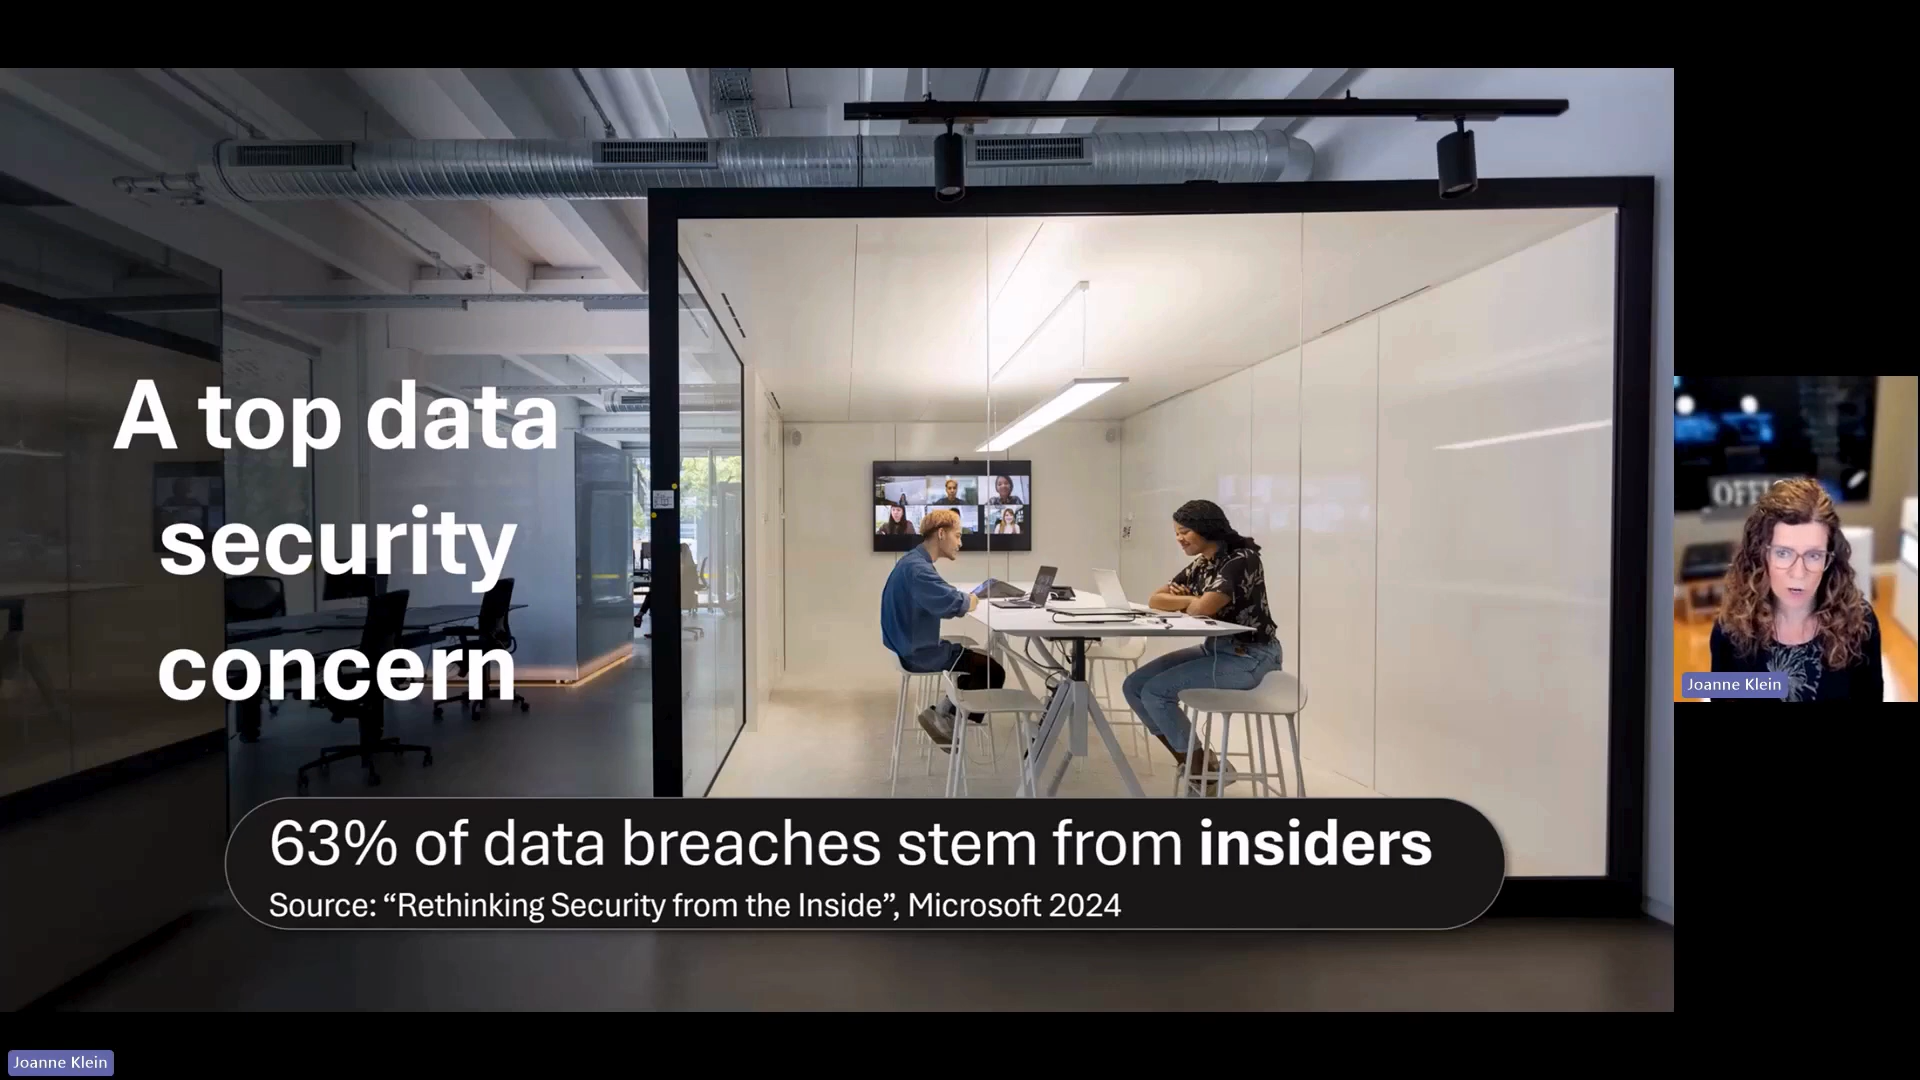 A top data
security
concern
63% of data breaches stem from insiders
Source: “Rethinking Security from the Inside”, Microsoft 2024
OFFI
Joanne Klein
Joanne Klein